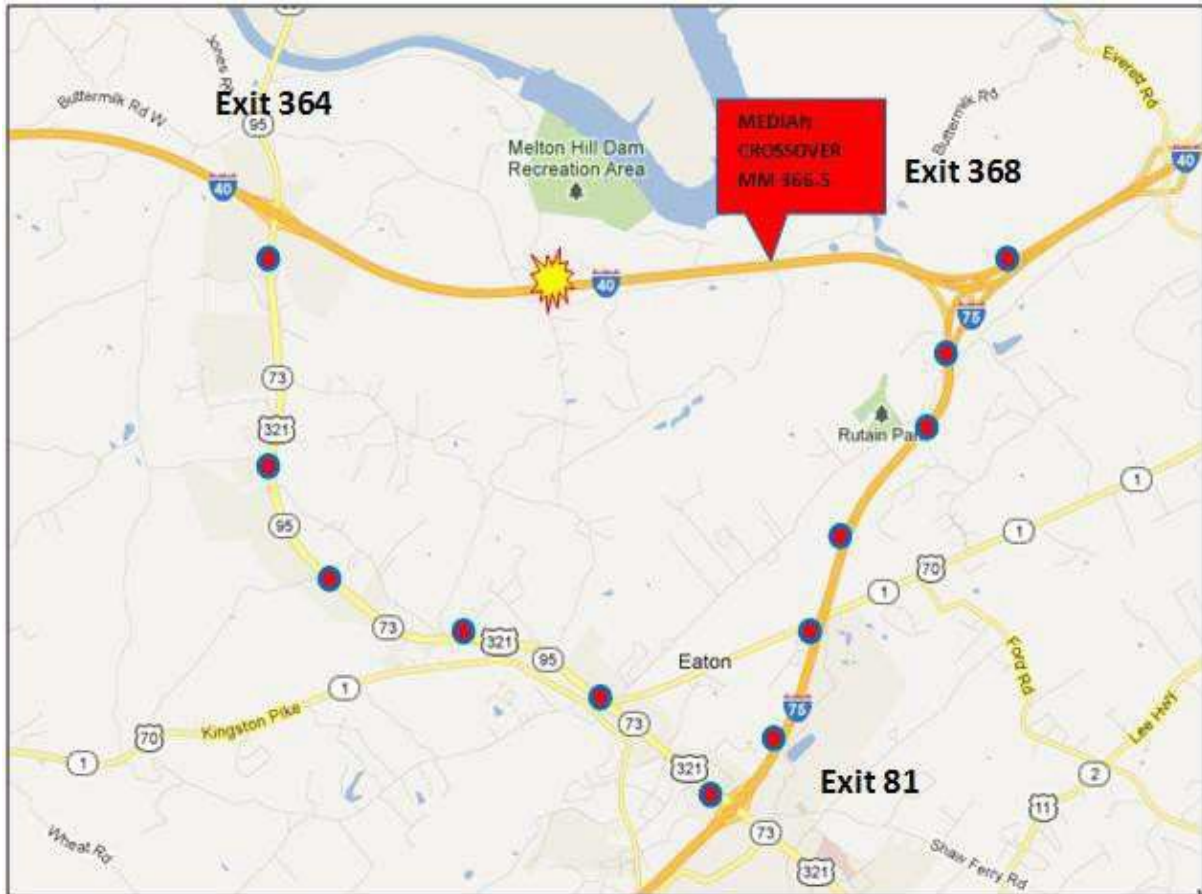 Jones Rd
Buttermilk Rd W
Exit 364
95
40
Melton Hill Dam
Recreation Area
MEDIAN
CROSSOVER
MM 366.5
Buttermilk Rd
Everett Rd
Exit 368
40
40
75
73
321
Rutain Park
95
1
1
70
1
73
321
95
Eaton
Ford Rd
1
Kingston Pike
70
1
73
75
Lee Hwy
321
Exit 81
2
11
73
Wheat Rd
Shaw Ferry Rd
321